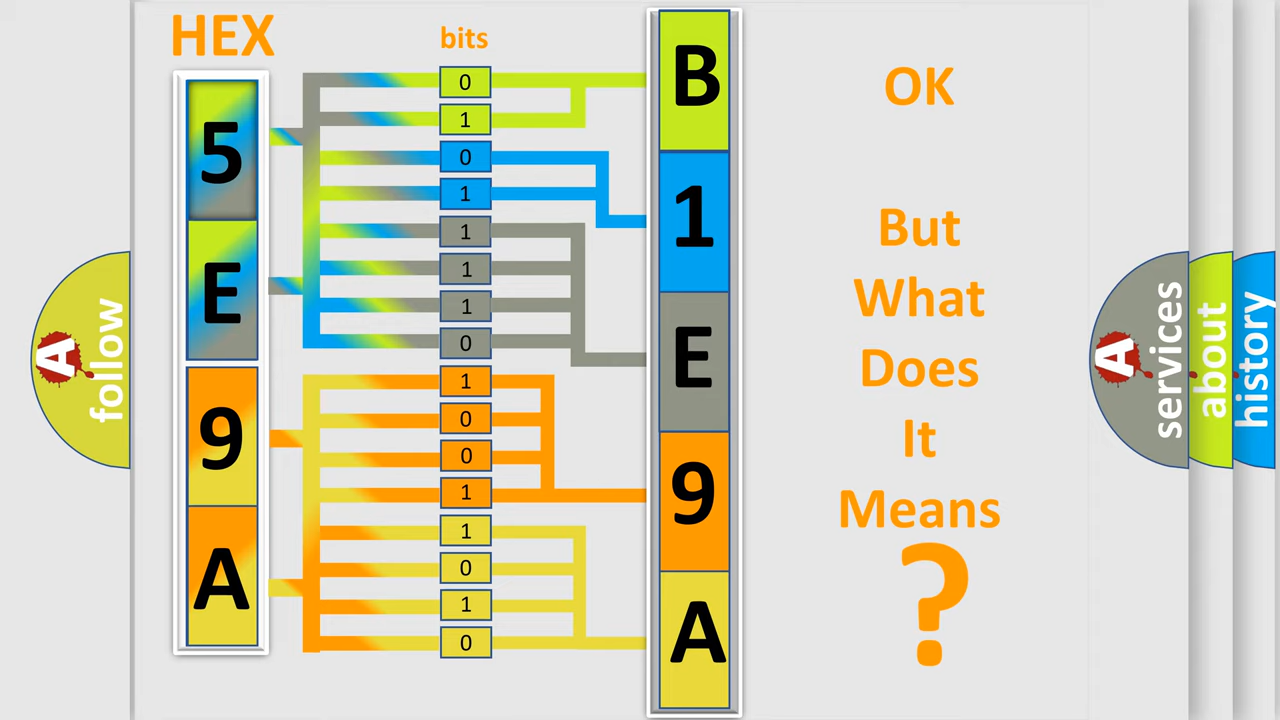 HEX
bits
5
E
9
A
0
1
0
1
1
1
1
0
1
0
0
1
1
0
1
0
B
1
E
9
A
OK
But
What
Does
It
Means
?
A
follow
A
services
about
history